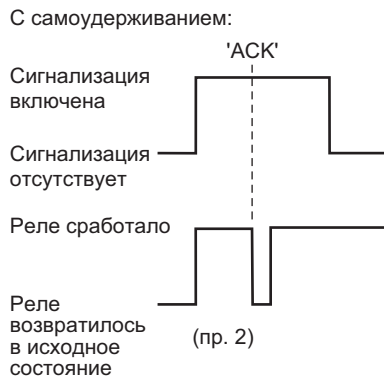 С самоудерживанием:
'ACK'
Сигнализация
включена
Сигнализация
отсутствует
Реле сработало
Реле
возвратилось
в исходное
состояние
(пр. 2)